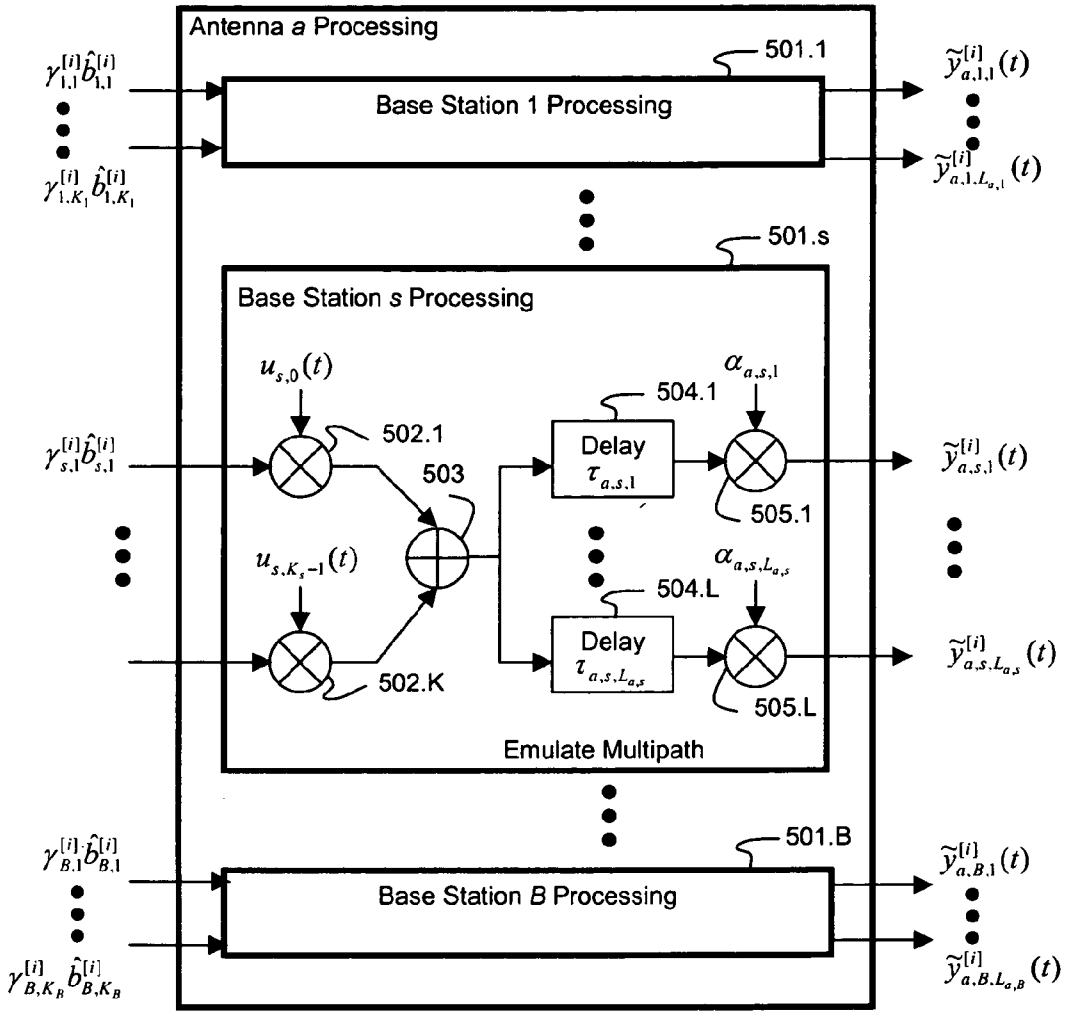 Antenna a Processing
501.1
γ_{1,1}^{[i]} b̂_{1,1}^{[i]}
Base Station 1 Processing
ỹ_{a,1,1}^{[i]}(t)
γ_{1,K_1}^{[i]} b̂_{1,K_1}^{[i]}
ỹ_{a,1,L_{a,1}}^{[i]}(t)
501.s
Base Station s Processing
u_{s,0}(t)
α_{a,s,1}
504.1
502.1
γ_{s,1}^{[i]} b̂_{s,1}^{[i]}
Delay
τ_{a,s,1}
ỹ_{a,s,1}^{[i]}(t)
503
505.1
u_{s,K_s-1}(t)
α_{a,s,L_{a,s}}
504.L
Delay
τ_{a,s,L_{a,s}}
ỹ_{a,s,L_{a,s}}^{[i]}(t)
502.K
505.L
Emulate Multipath
501.B
γ_{B,1}^{[i]} b̂_{B,1}^{[i]}
Base Station B Processing
ỹ_{a,B,1}^{[i]}(t)
γ_{B,K_B}^{[i]} b̂_{B,K_B}^{[i]}
ỹ_{a,B,L_{a,B}}^{[i]}(t)